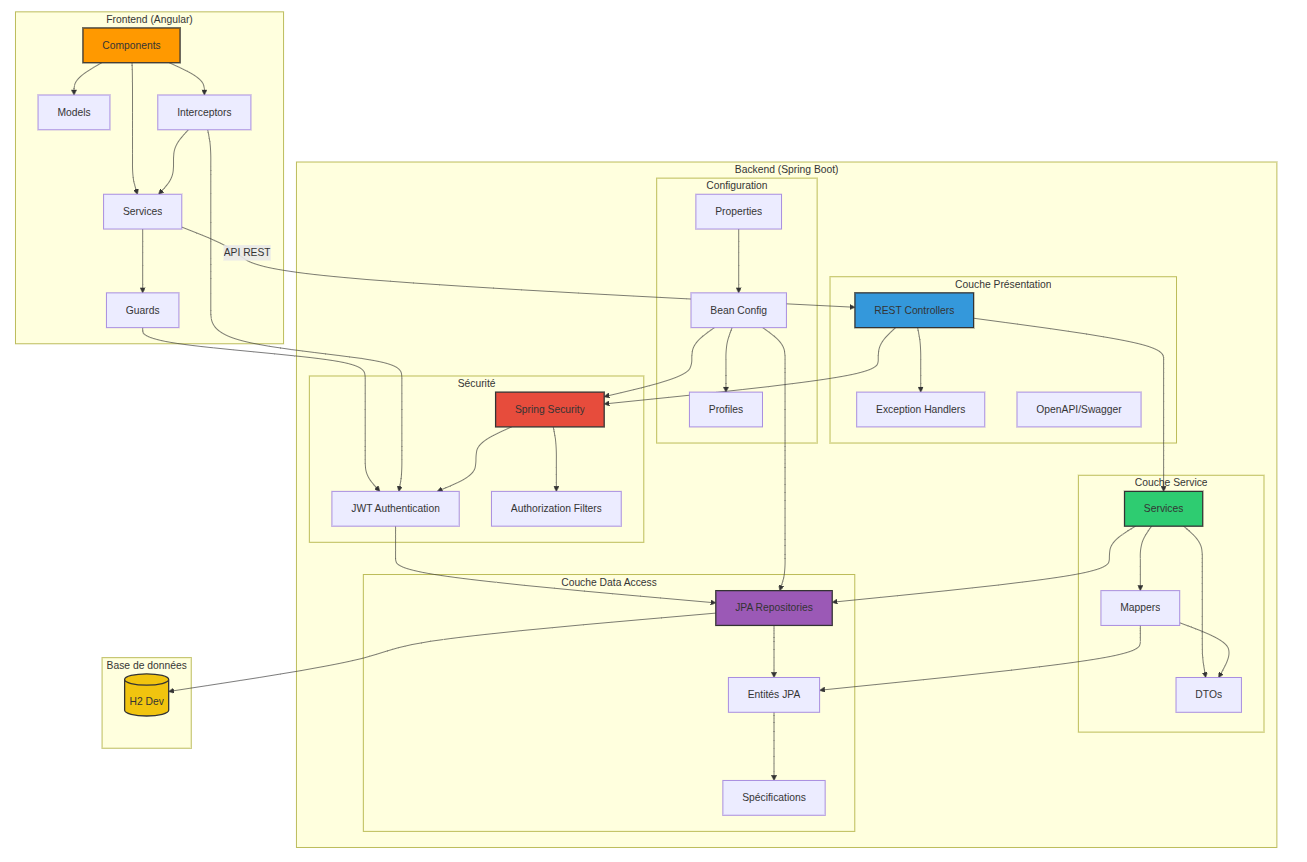 Frontend (Angular)
Components
Models
Interceptors
Services
API REST
Guards
Backend (Spring Boot)
Configuration
Properties
Bean Config
Profiles
Couche Présentation
REST Controllers
Exception Handlers
OpenAPI/Swagger
Sécurité
Spring Security
JWT Authentication
Authorization Filters
Couche Service
Services
Mappers
DTOs
Couche Data Access
JPA Repositories
Entités JPA
Spécifications
Base de données
H2 Dev